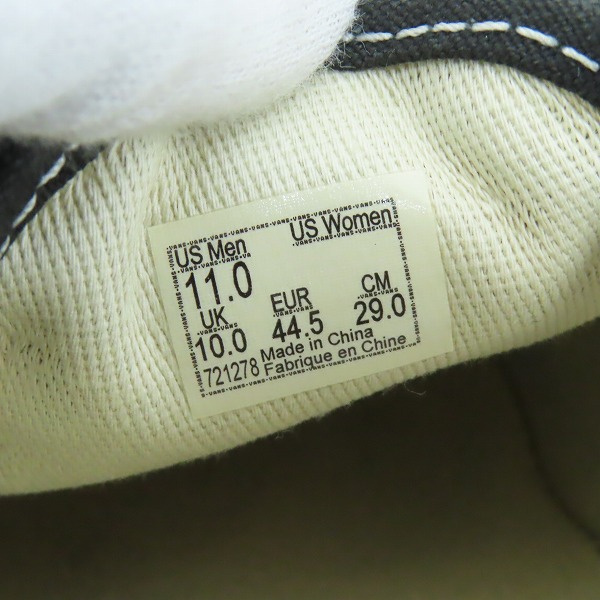 US Men US Women
11.0
UK EUR CM
10.0 44.5 29.0
Made in China
721278 Fabrique en Chine